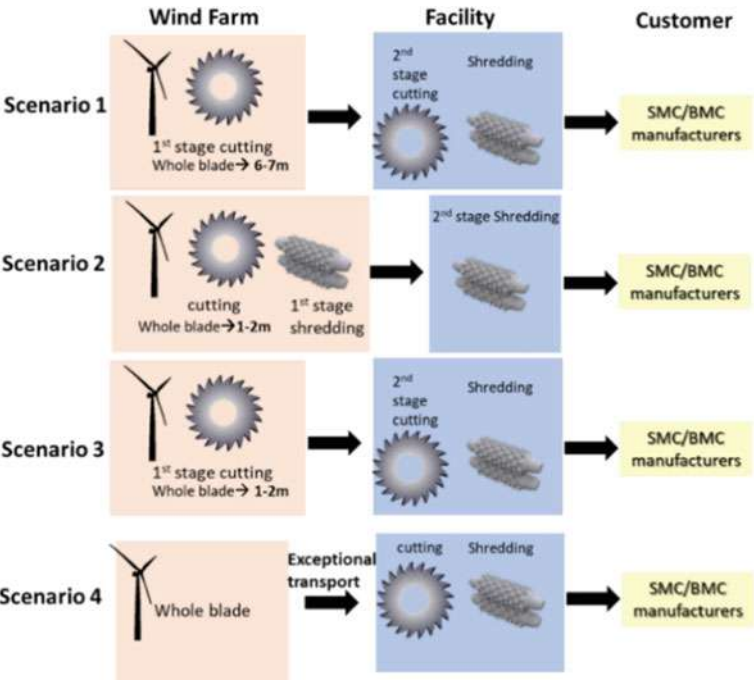 Wind Farm
Facility
Customer
Scenario 1
1st stage cutting
Whole blade→ 6-7m
2nd
stage
cutting
Shredding
SMC/BMC
manufacturers
Scenario 2
cutting
Whole blade→1-2m
1st stage
shredding
2nd stage Shredding
SMC/BMC
manufacturers
Scenario 3
1st stage cutting
Whole blade→ 1-2m
2nd
stage
cutting
Shredding
SMC/BMC
manufacturers
Scenario 4
Whole blade
Exceptional
transport
cutting
Shredding
SMC/BMC
manufacturers